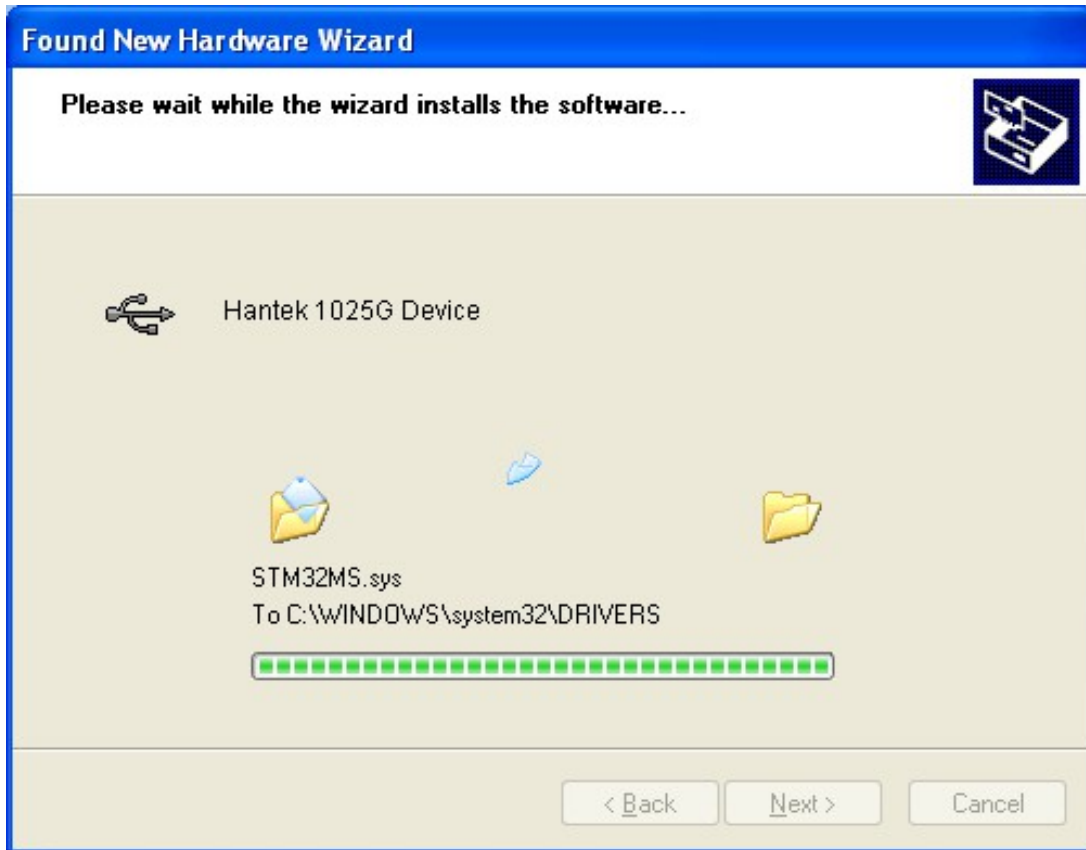 Found New Hardware Wizard
Please wait while the wizard installs the software...
Hantek 1025G Device
STM32MS.sys
To C:\WINDOWS\system32\DRIVERS
< Back
Next >
Cancel